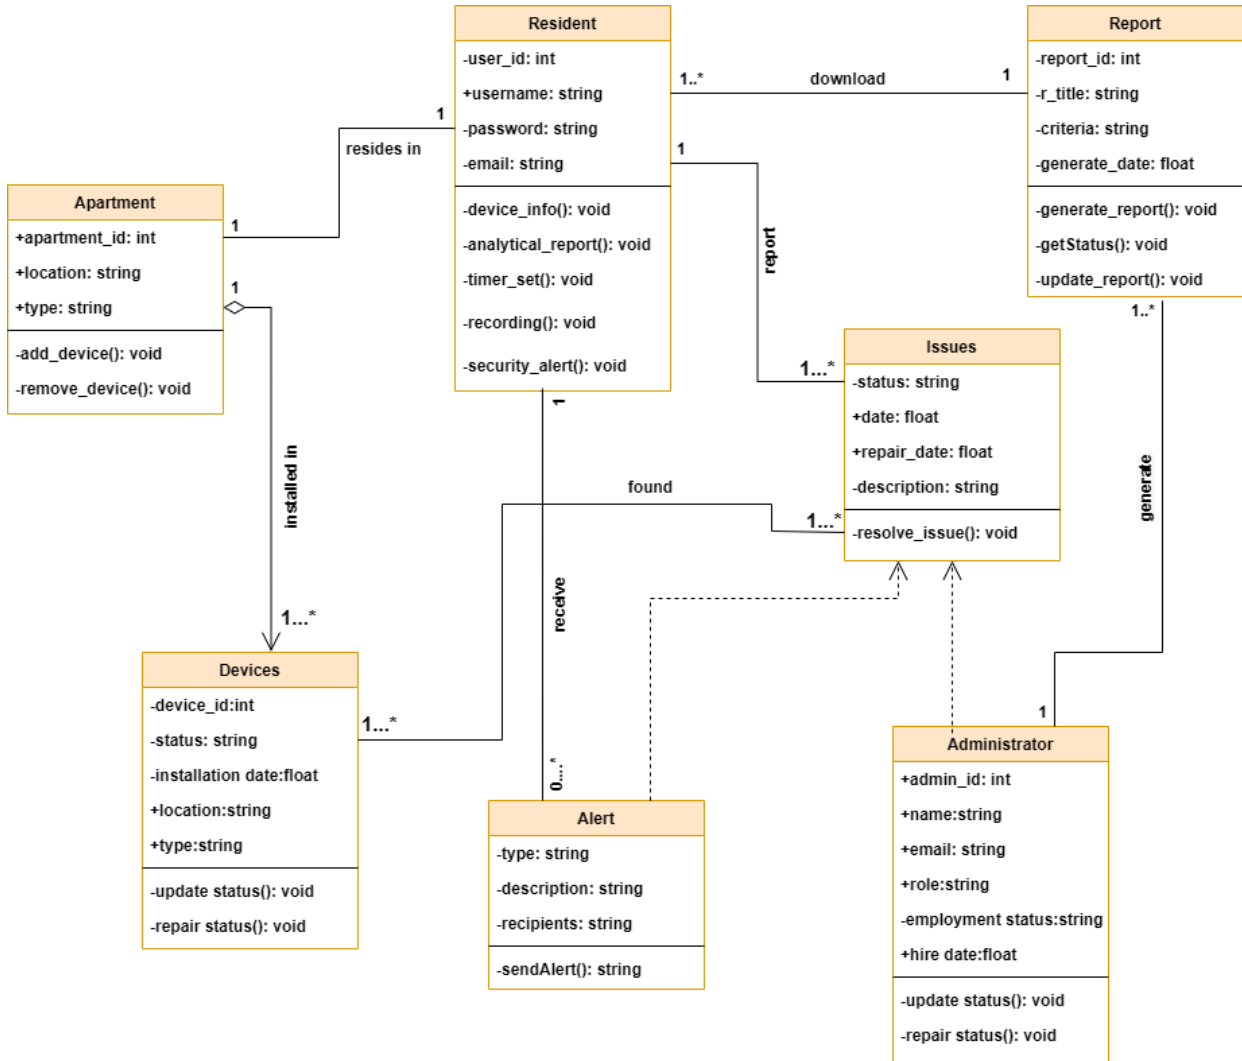 Resident
-user_id: int
+username: string
-password: string
-email: string
-device_info(): void
-analytical_report(): void
-timer_set(): void
-recording(): void
-security_alert(): void
Report
-report_id: int
-r_title: string
-criteria: string
-generate_date: float
-generate_report(): void
-getStatus(): void
-update_report(): void
1..*
download
1
1
resides in
1
Apartment
+apartment_id: int
+location: string
+type: string
-add_device(): void
-remove_device(): void
1
installed in
1...*
1
report
1...*
Issues
-status: string
+date: float
+repair_date: float
-description: string
-resolve_issue(): void
1..*
generate
1
found
1...*
1...*
1
receive
0....*
Devices
-device_id:int
-status: string
-installation date:float
+location:string
+type:string
-update status(): void
-repair status(): void
Alert
-type: string
-description: string
-recipients: string
-sendAlert(): string
Administrator
+admin_id: int
+name:string
+email: string
+role:string
-employment status:string
+hire date:float
-update status(): void
-repair status(): void